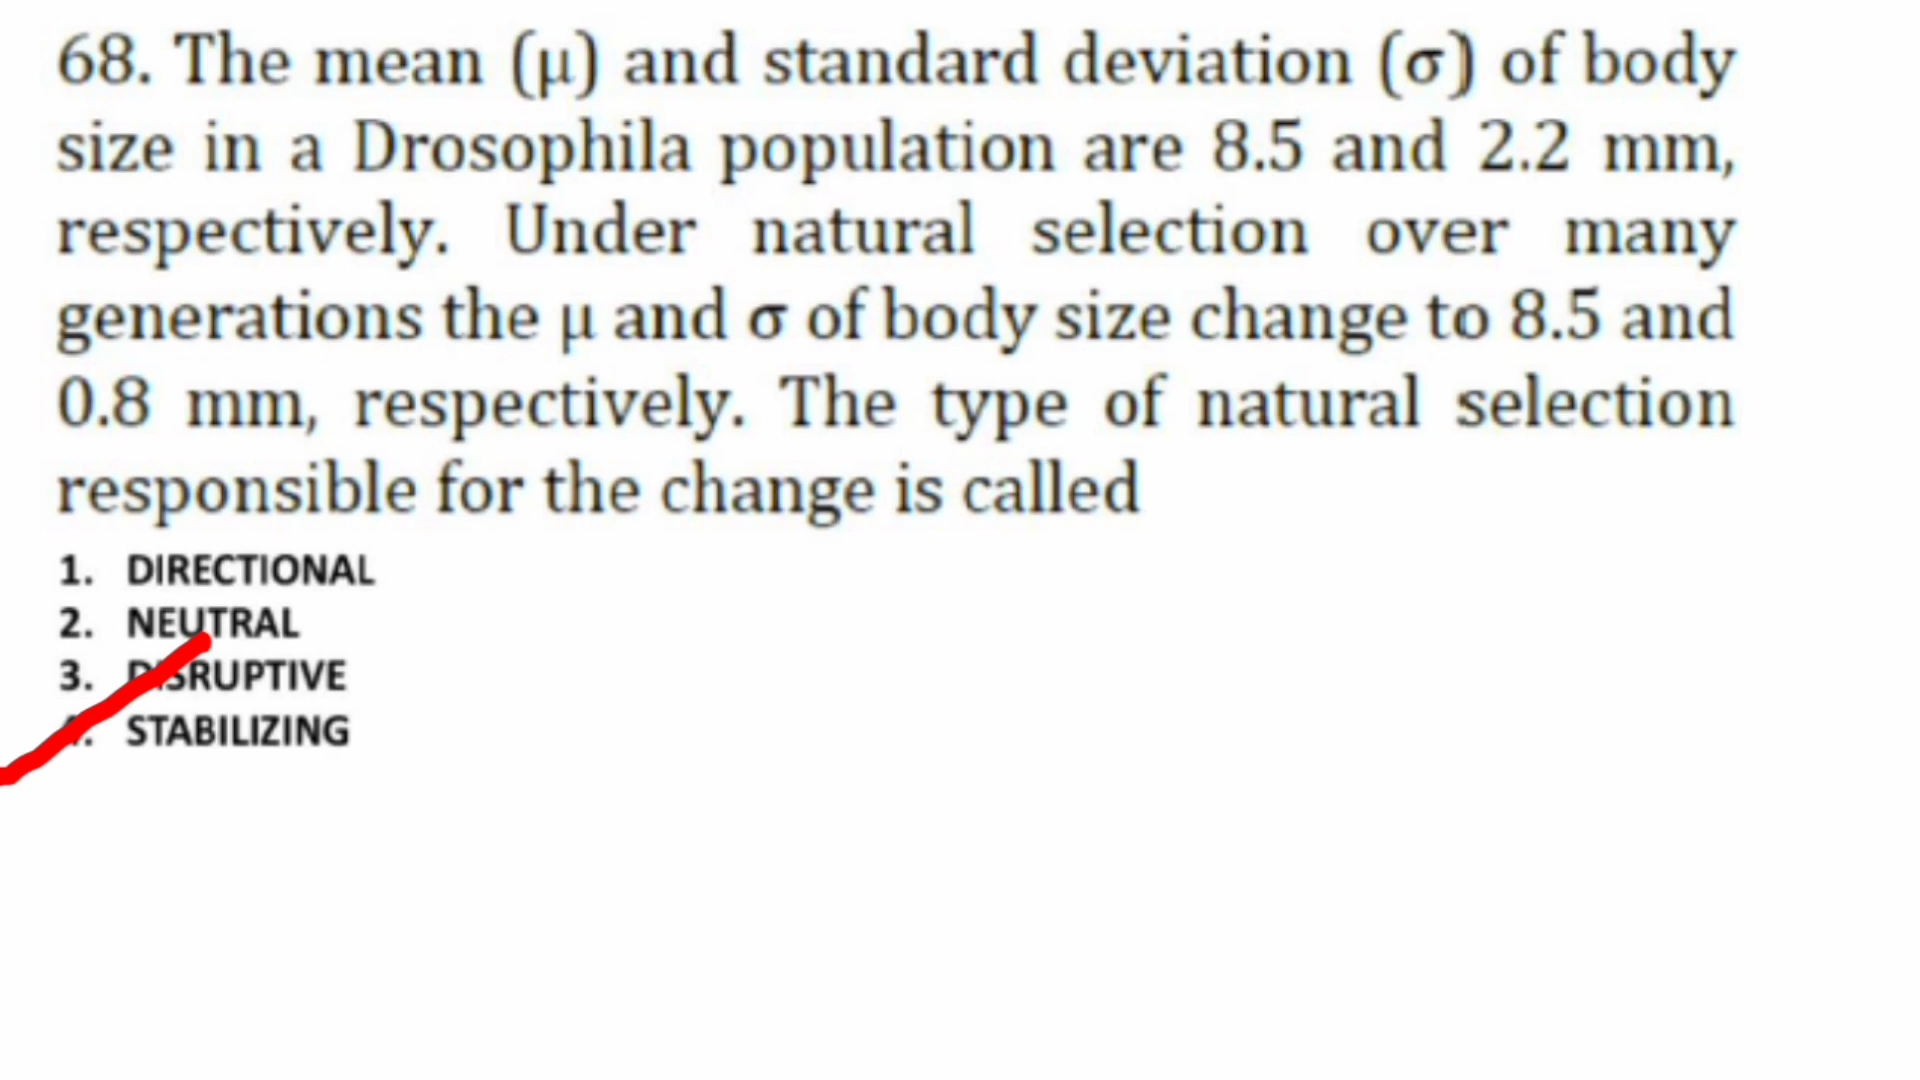 68. The mean (μ) and standard deviation (σ) of body
size in a Drosophila population are 8.5 and 2.2 mm,
respectively. Under natural selection over many
generations the μ and σ of body size change to 8.5 and
0.8 mm, respectively. The type of natural selection
responsible for the change is called
1. DIRECTIONAL
2. NEUTRAL
3. DISRUPTIVE
4. STABILIZING